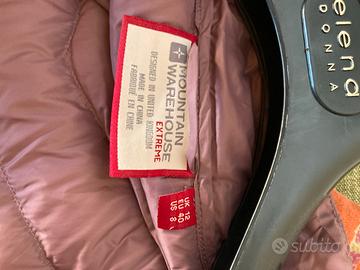 MOUNTAIN
WAREHOUSE
EXTREME
DESIGNED IN UNITED KINGDOM
MADE IN CHINA
FABRIQUÉ EN CHINE
UK 12
EU 40
US 8
elena
DONNA
subito